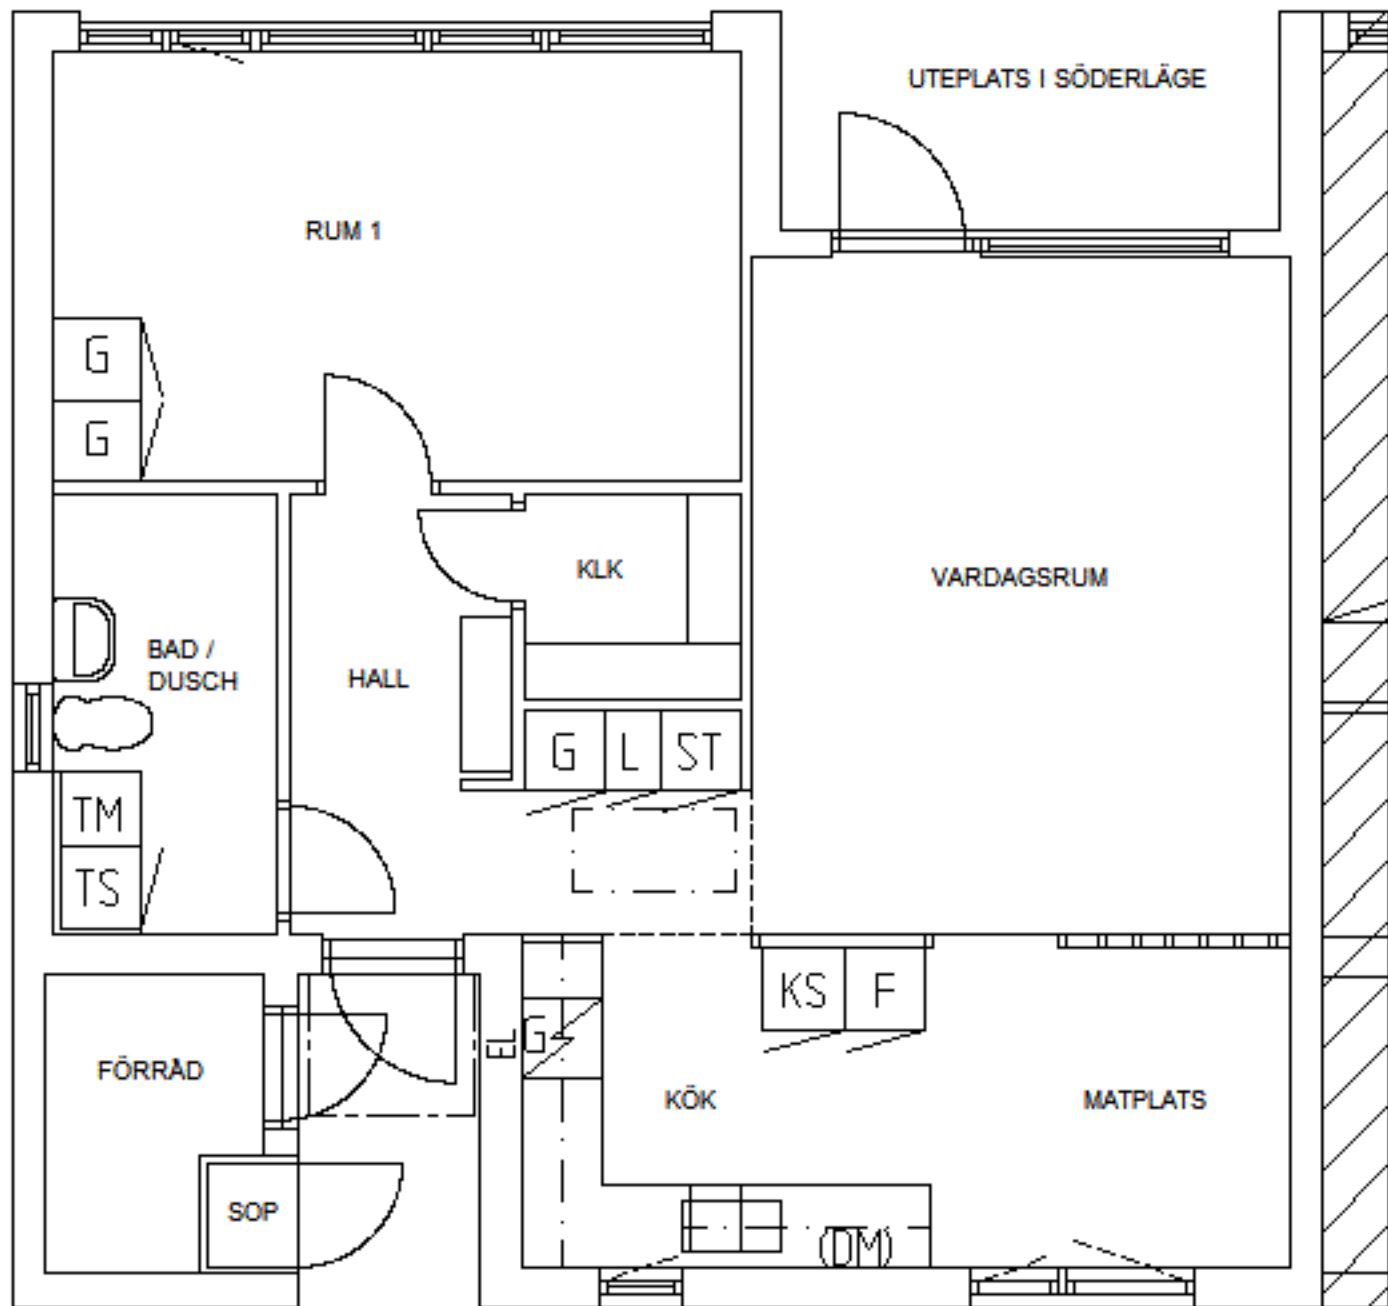 UTEPLATS I SÖDERLÄGE
RUM 1
G
G
KLK
VARDAGSRUM
BAD /
DUSCH
HALL
G L ST
TM
TS
KS F
EL
G
FÖRRÅD
KÖK
MATPLATS
SOP
(DM)